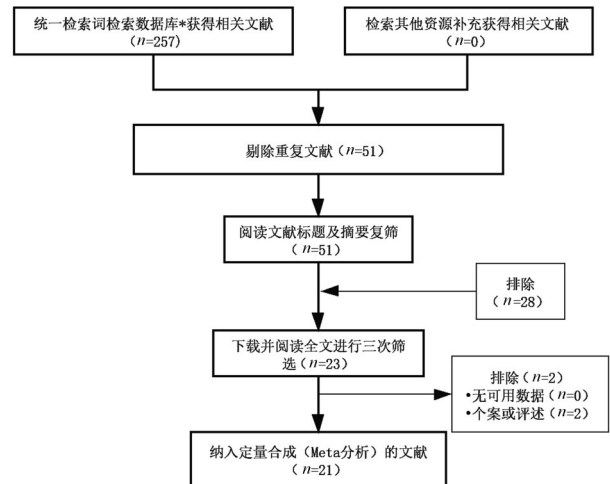 统一检索词检索数据库*获得相关文献
(n=257)
检索其他资源补充获得相关文献
(n=0)
剔除重复文献(n=51)
阅读文献标题及摘要复筛
(n=51)
排除
(n=28)
下载并阅读全文进行三次筛
选(n=23)
排除(n=2)
•无可用数据(n=0)
•个案或评述(n=2)
纳入定量合成(Meta分析)的文献
(n=21)